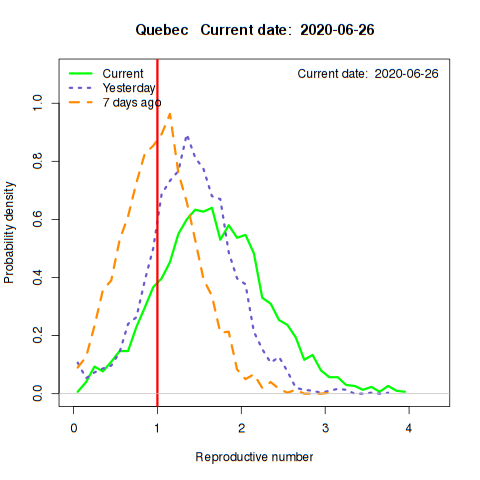 Quebec Current date: 2020-06-26
Current date: 2020-06-26
Current
Yesterday
7 days ago
Probability density
0.0
0.2
0.4
0.6
0.8
1.0
0 1 2 3 4
Reproductive number